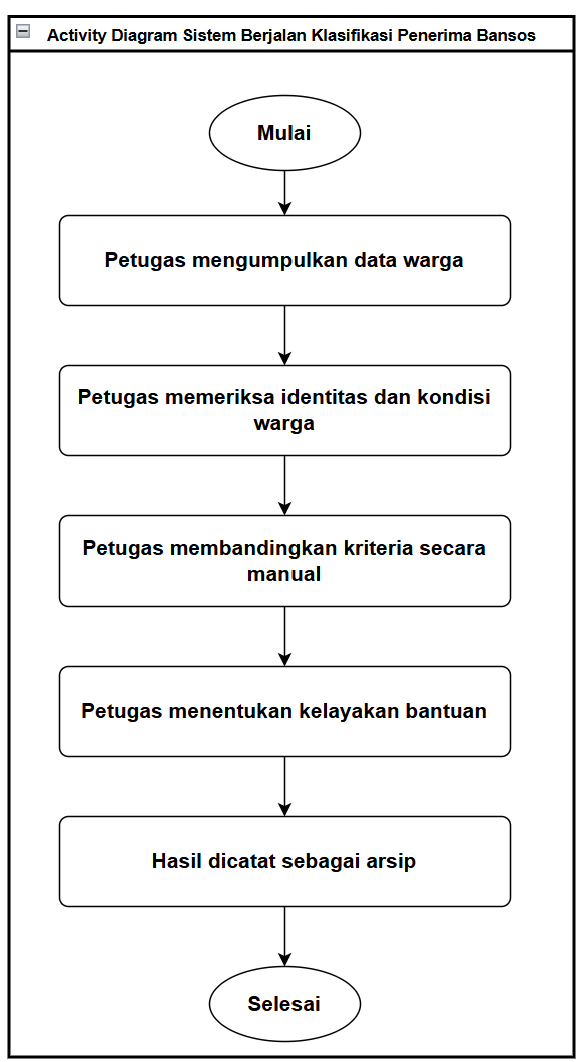 Activity Diagram Sistem Berjalan Klasifikasi Penerima Bansos
Mulai
Petugas mengumpulkan data warga
Petugas memeriksa identitas dan kondisi
warga
Petugas membandingkan kriteria secara
manual
Petugas menentukan kelayakan bantuan
Hasil dicatat sebagai arsip
Selesai